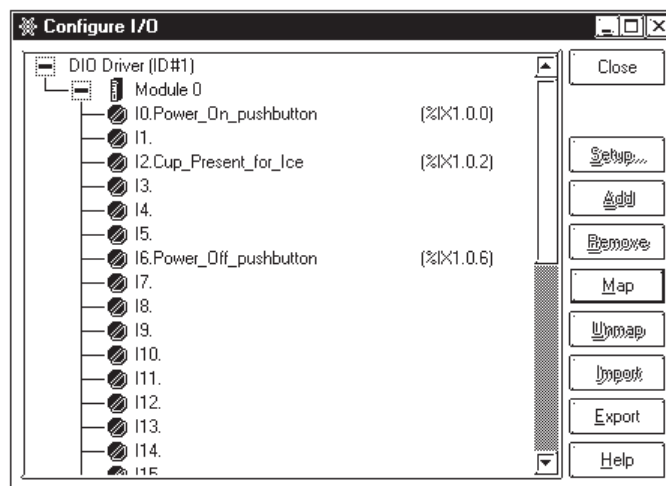 Configure I/O
DIO Driver (ID#1)
Module 0
I0.Power_On_pushbutton (%IX1.0.0)
I1.
I2.Cup_Present_for_Ice (%IX1.0.2)
I3.
I4.
I5.
I6.Power_Off_pushbutton (%IX1.0.6)
I7.
I8.
I9.
I10.
I11.
I12.
I13.
I14.
I15.
Close
Setup...
Add
Remove
Map
Unmap
Import
Export
Help